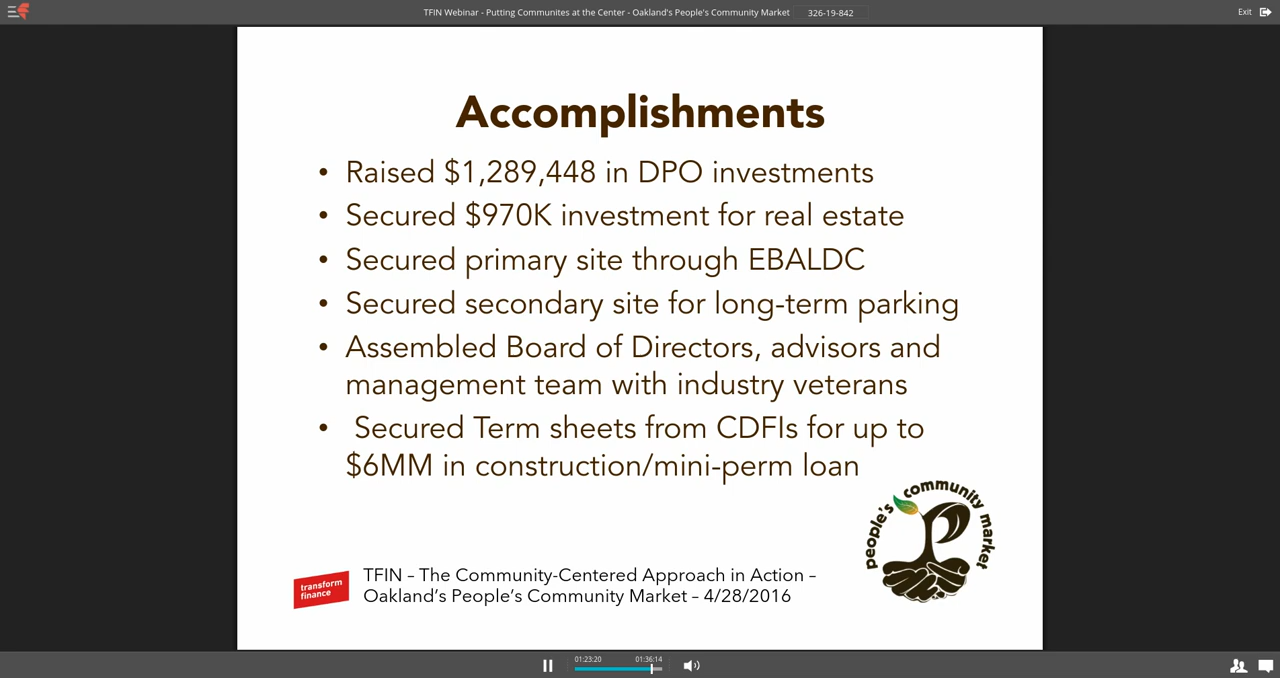 TFIN Webinar - Putting Communites at the Center - Oakland's People's Community Market 326-19-842
Exit
Accomplishments
• Raised $1,289,448 in DPO investments
• Secured $970K investment for real estate
• Secured primary site through EBALDC
• Secured secondary site for long-term parking
• Assembled Board of Directors, advisors and
management team with industry veterans
• Secured Term sheets from CDFIs for up to
$6MM in construction/mini-perm loan
people's community market
transform
finance
TFIN – The Community-Centered Approach in Action –
Oakland's People's Community Market – 4/28/2016
01:23:20 01:36:14